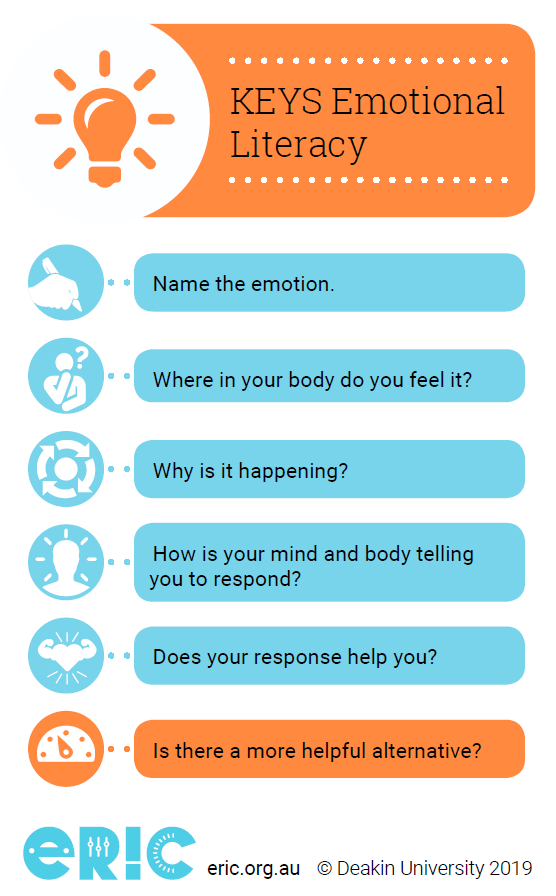 KEYS Emotional
Literacy
Name the emotion.
?
Where in your body do you feel it?
Why is it happening?
How is your mind and body telling
you to respond?
Does your response help you?
Is there a more helpful alternative?
eRIC eric.org.au © Deakin University 2019